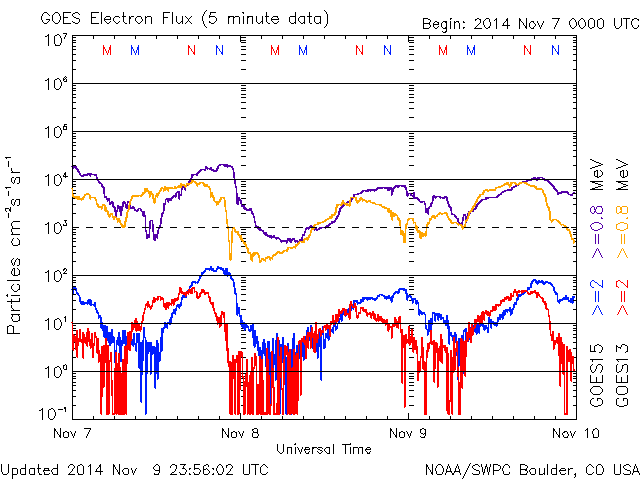 GOES Electron Flux (5 minute data)
Begin: 2014 Nov 7 0000 UTC
M M N N M M N N M M N N
10⁷
10⁶
10⁵
10⁴
10³
10²
10¹
10⁰
10⁻¹
Particles cm⁻²s⁻¹sr⁻¹
Nov 7 Nov 8 Nov 9 Nov 10
Universal Time
GOES15 >=2 >=0.8 MeV
GOES13 >=2 >=0.8 MeV
Updated 2014 Nov 9 23:56:02 UTC
NOAA/SWPC Boulder, CO USA